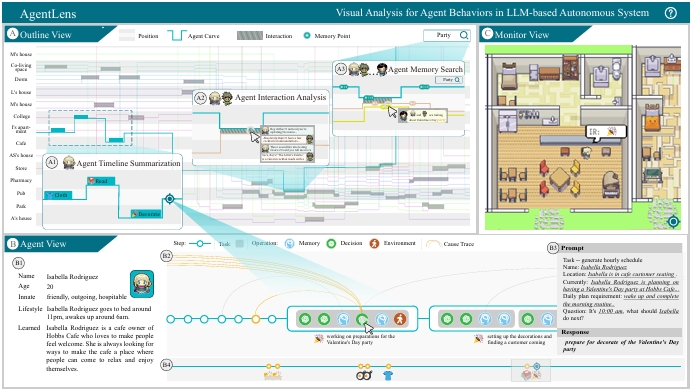 AgentLens
Visual Analysis for Agent Behaviors in LLM-based Autonomous System
A Outline View
Position
Agent Curve
Interaction
Memory Point
Party
M's house
Co-living
space
Dorm
L's house
M's house
College
Cafe
AS's house
Store
Pharmacy
Pub
Park
A's house
A1 Agent Timeline Summarization
Read
Decorate
A2 Agent Interaction Analysis
A3 Agent Memory Search
Party
C Monitor View
IR:
B Agent View
Step:
Task
Operation:
Memory
Decision
Environment
Cause Trace
B1
Name Isabella Rodriguez
Age 20
Innate friendly, outgoing, hospitable
Lifestyle Isabella Rodriguez goes to bed around
11pm, awakes up around 6am.
Learned Isabella Rodriguez is a cafe owner of
Hobbs Cafe who loves to make people
feel welcome. She is always looking for
ways to make the cafe a place where
people can come to relax and enjoy
themselves.
B2
working on preparations for the
Valentine's Day party
setting up the decorations and
finding a customer coming
B3 Prompt
Task -- generate hourly schedule
Name: Isabella Rodriguez
Location: Isabella is in cafe customer seating
Currently: Isabella Rodriguez is planning on
having a Valentine's Day party at Hobbs Cafe...
Daily plan requirement: wake up and complete
the morning routine..
Question: It's 10:00 am, what should Isabella
do next?
Response
prepare for decorate of the Valentine's Day
party
B4